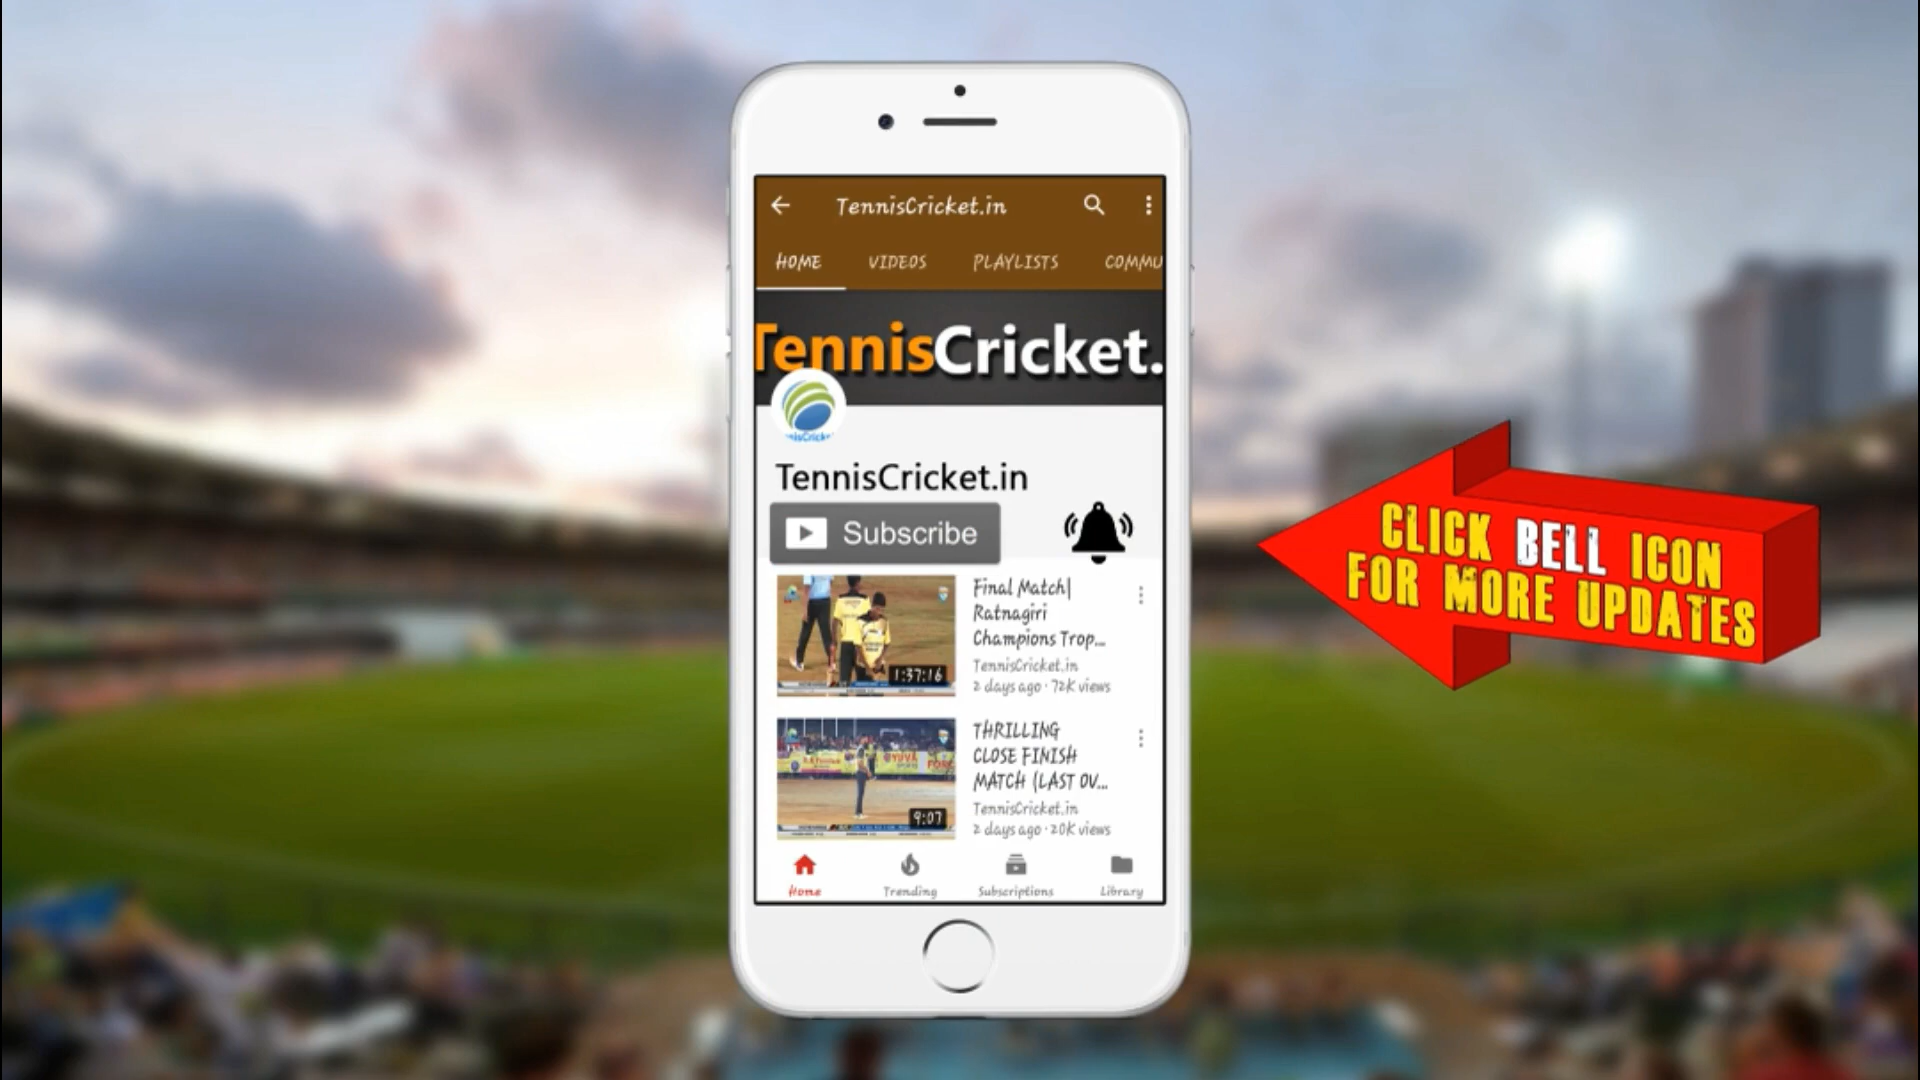 TennisCricket.in
HOME VIDEOS PLAYLISTS COMMU
TennisCricket.
TennisCricket.in
Subscribe
Final Match|
Ratnagiri
Champions Trop...
TennisCricket.in
2 days ago · 72K views
1:37:16
THRILLING
CLOSE FINISH
MATCH (LAST OV...
TennisCricket.in
2 days ago · 20K views
9:07
Home Trending Subscriptions Library
CLICK BELL ICON
FOR MORE UPDATES